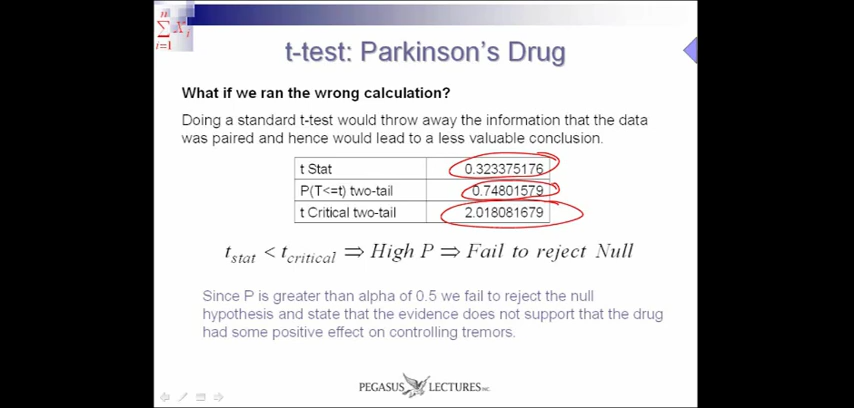 n
∑ Xi
i=1
t-test: Parkinson's Drug
What if we ran the wrong calculation?
Doing a standard t-test would throw away the information that the data
was paired and hence would lead to a less valuable conclusion.
t Stat 0.323375176
P(T<=t) two-tail 0.74801579
t Critical two-tail 2.018081679
t_stat < t_critical ⇒ High P ⇒ Fail to reject Null
Since P is greater than alpha of 0.5 we fail to reject the null
hypothesis and state that the evidence does not support that the drug
had some positive effect on controlling tremors.
PEGASUS LECTURES INC.